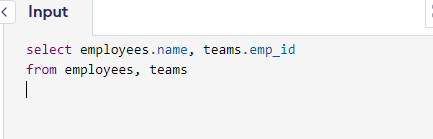 Input
select employees.name, teams.emp_id
from employees, teams